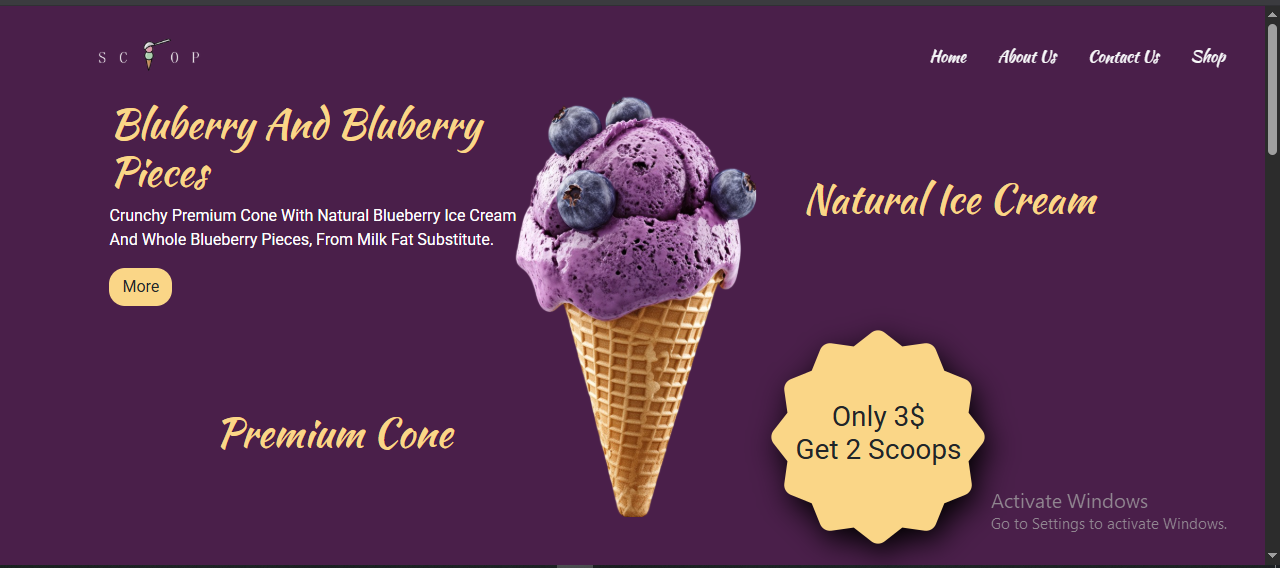 S C O P
Home About Us Contact Us Shop
Bluberry And Bluberry
Pieces
Crunchy Premium Cone With Natural Blueberry Ice Cream
And Whole Blueberry Pieces, From Milk Fat Substitute.
More
Natural Ice Cream
Premium Cone
Only 3$
Get 2 Scoops
Activate Windows
Go to Settings to activate Windows.